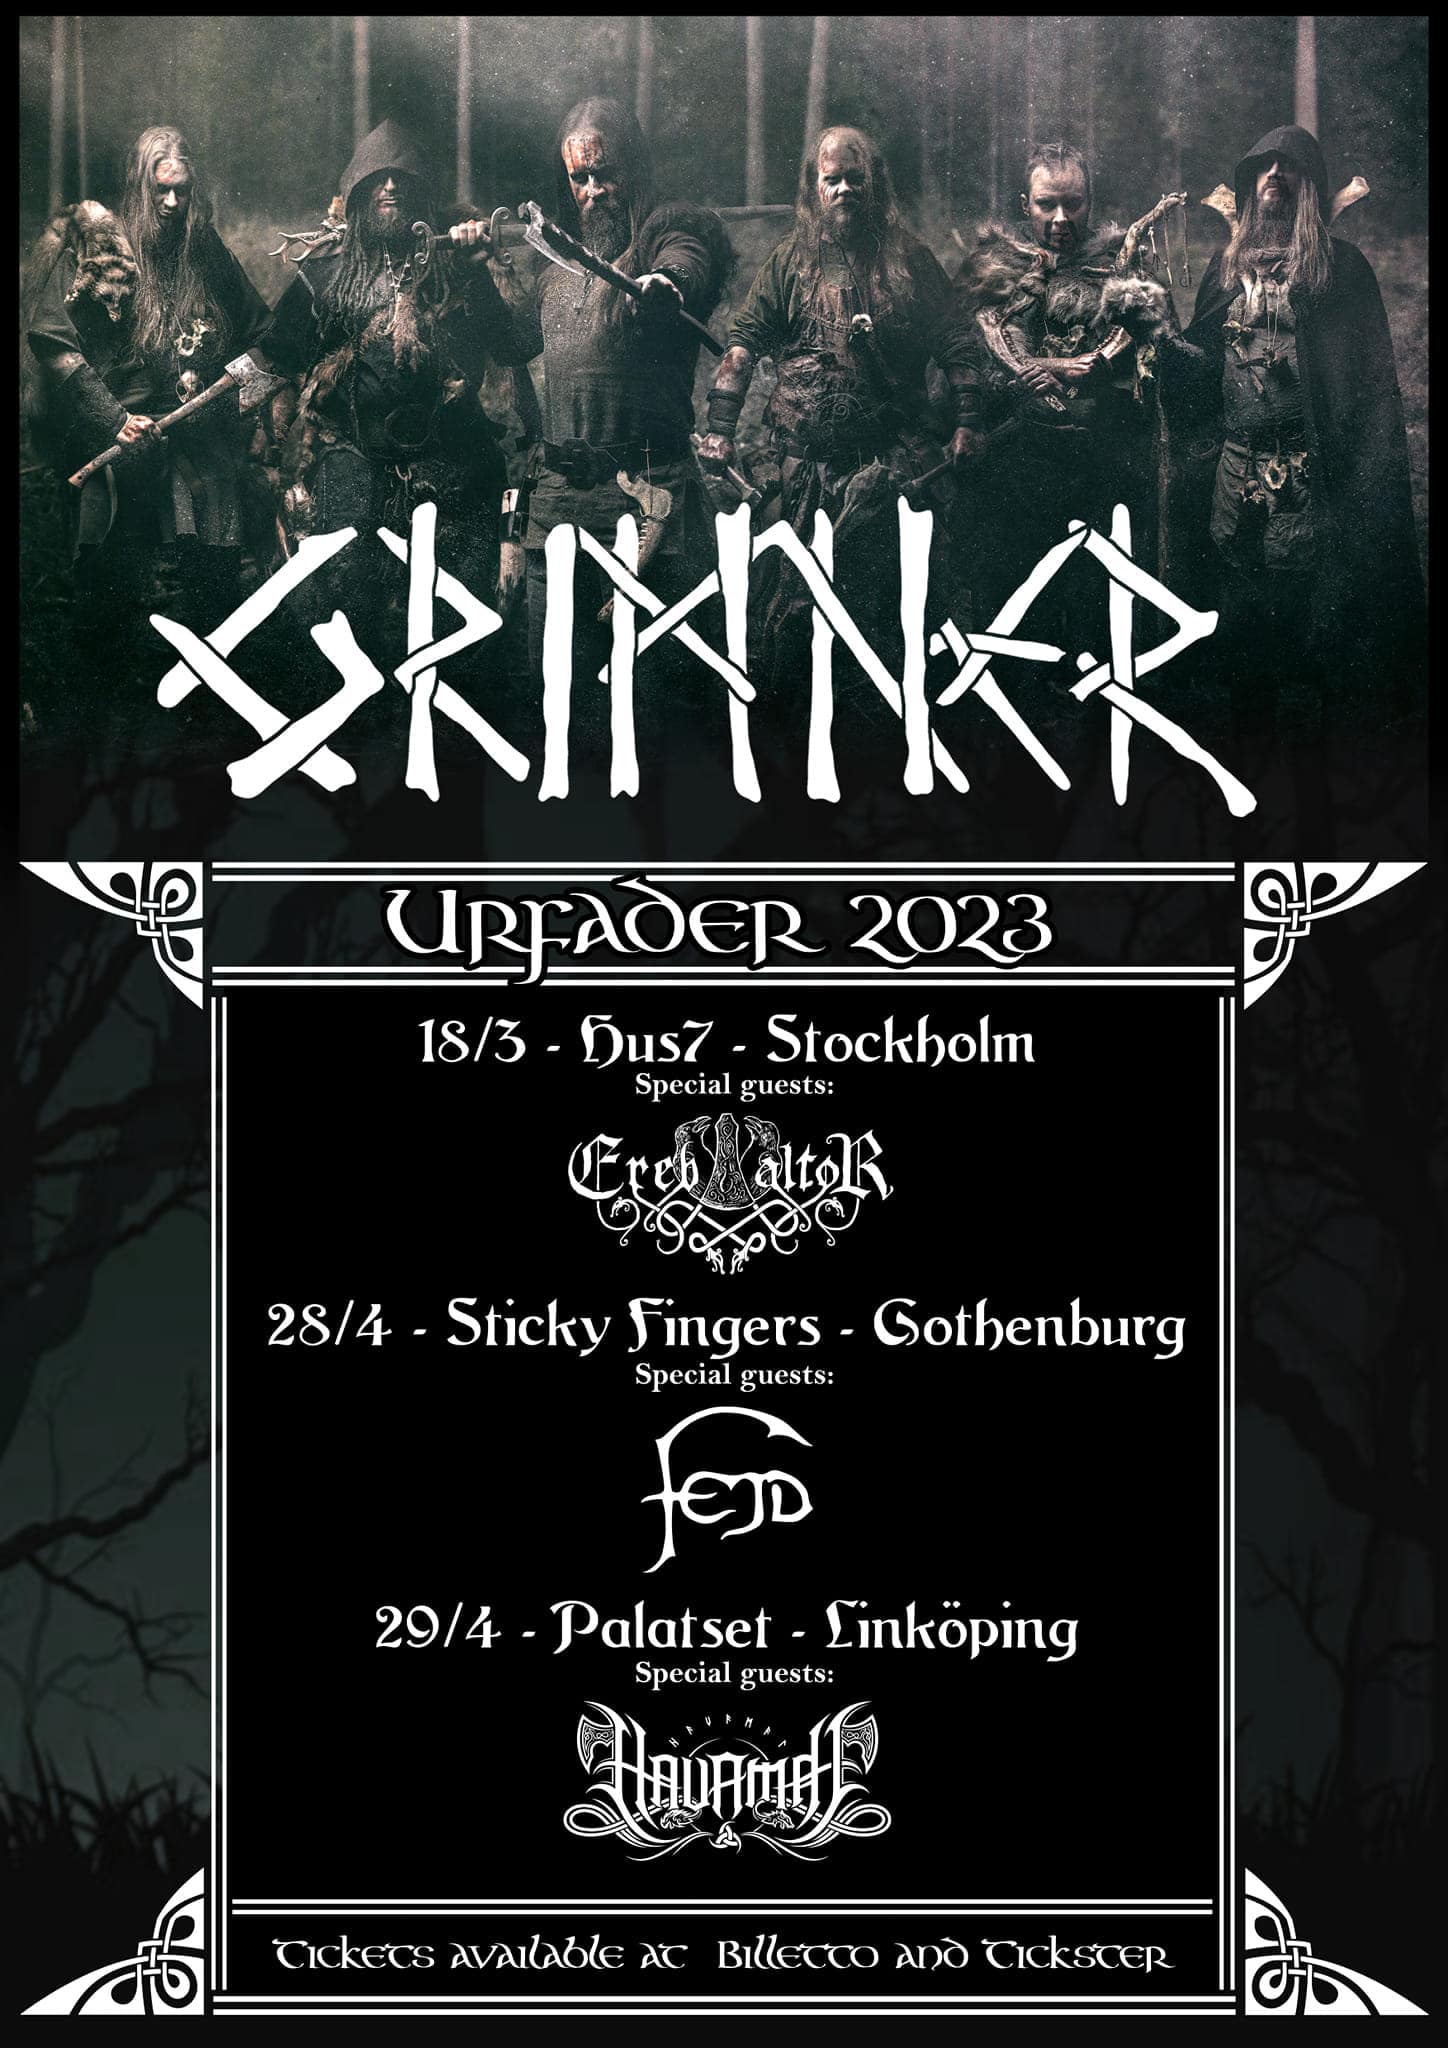 GRIMNER
Urfader 2023
18/3 - Hus7 - Stockholm
Special guests:
Ereb Altor
28/4 - Sticky Fingers - Gothenburg
Special guests:
Fejd
29/4 - Palatset - Linköping
Special guests:
ᚺᚨᚢᚨᛗᚨᛚ
Havamal
Tickets available at Billetto and Tickster